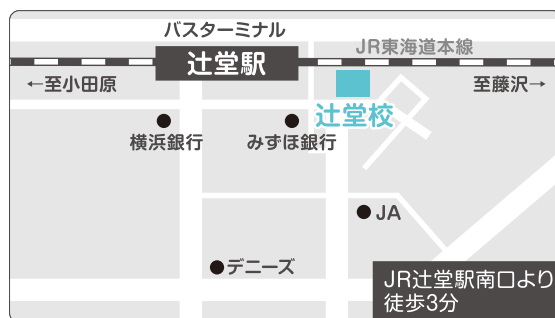 バスターミナル
JR東海道本線
辻堂駅
←至小田原
至藤沢→
辻堂校
横浜銀行
みずほ銀行
JA
デニーズ
JR辻堂駅南口より
徒歩3分